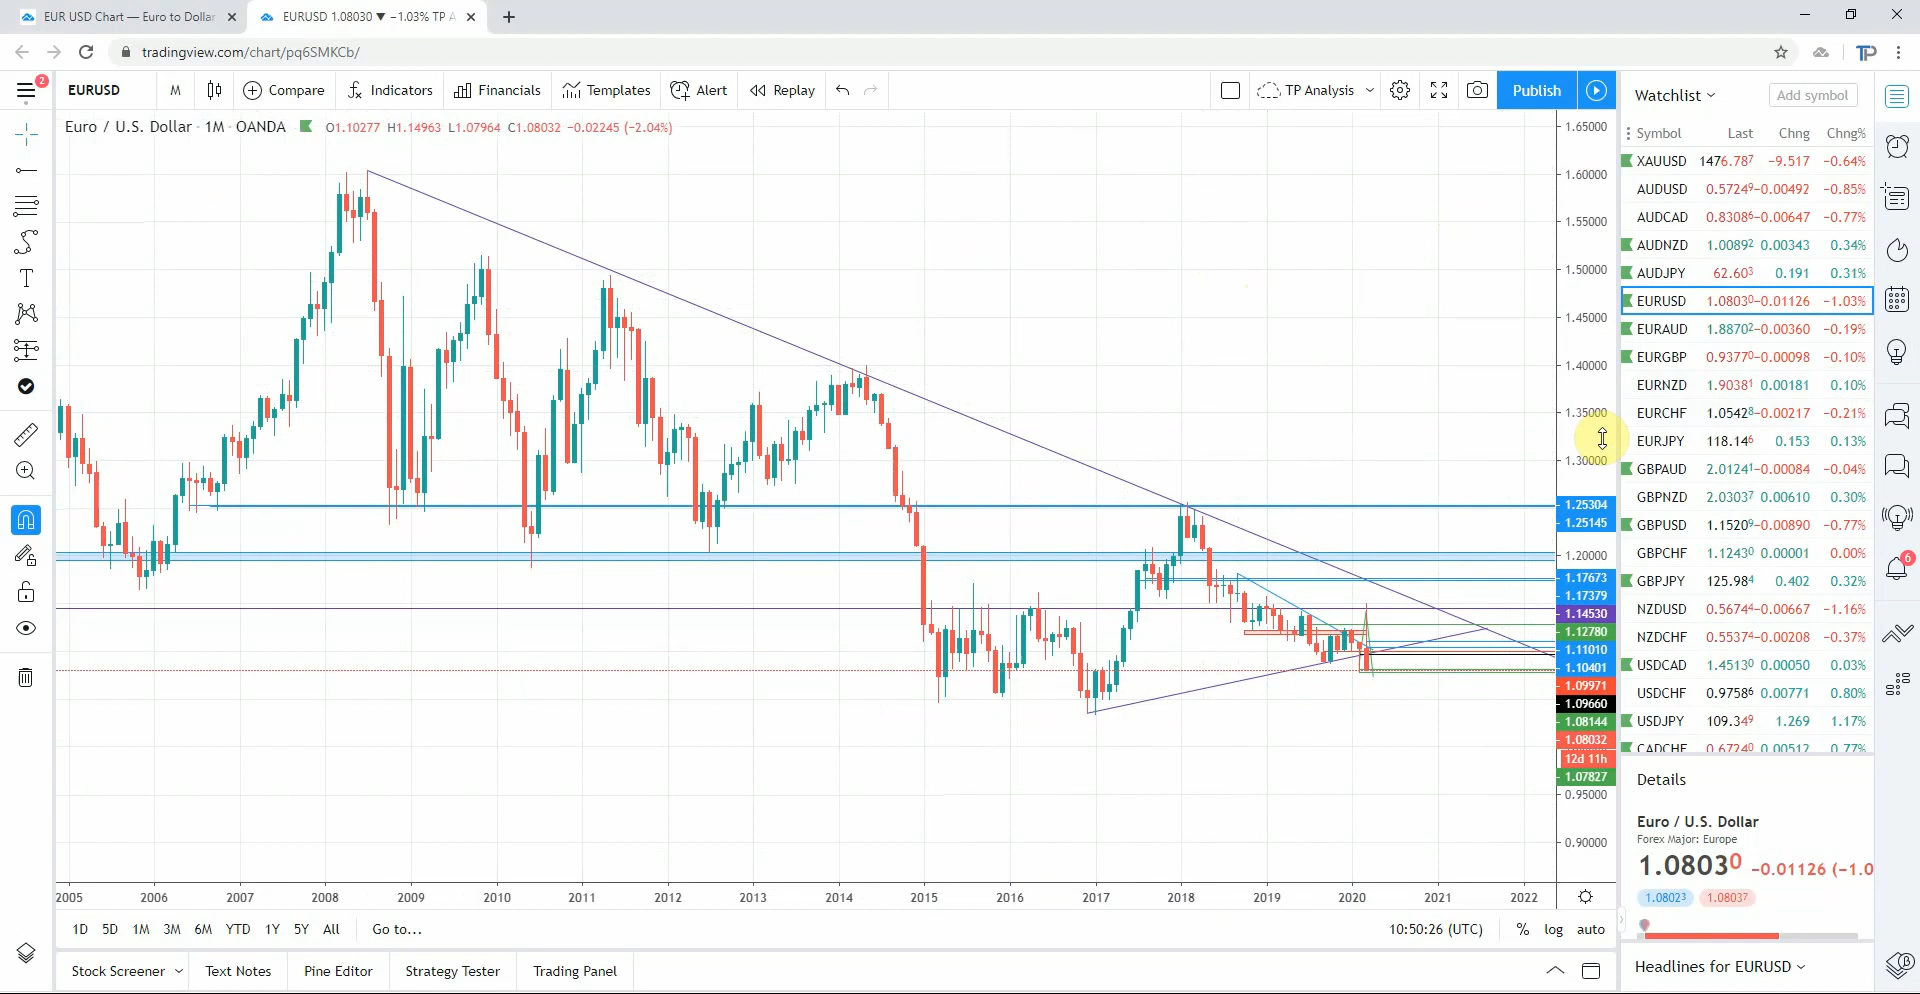 EUR USD Chart — Euro to Dollar
EURUSD 1.08030 ▼ −1.03% TP A
tradingview.com/chart/pq6SMKCb/
2
EURUSD M Compare Indicators Financials Templates Alert Replay TP Analysis Publish
Euro / U.S. Dollar · 1M · OANDA O1.10277 H1.14963 L1.07964 C1.08032 −0.02245 (−2.04%)
1.65000
1.60000
1.55000
1.50000
1.45000
1.40000
1.35000
1.30000
1.25304
1.25145
1.20000
1.17673
1.17379
1.14530
1.12780
1.11010
1.10401
1.09971
1.09660
1.08144
1.08032
12d 11h
1.07827
0.95000
0.90000
2005 2006 2007 2008 2009 2010 2011 2012 2013 2014 2015 2016 2017 2018 2019 2020 2021 2022
1D 5D 1M 3M 6M YTD 1Y 5Y All Go to... 10:50:26 (UTC) % log auto
Stock Screener Text Notes Pine Editor Strategy Tester Trading Panel
Watchlist Add symbol
Symbol Last Chng Chng%
XAUUSD 1476.787 −9.517 −0.64%
AUDUSD 0.57249 −0.00492 −0.85%
AUDCAD 0.83086 −0.00647 −0.77%
AUDNZD 1.00892 0.00343 0.34%
AUDJPY 62.603 0.191 0.31%
EURUSD 1.08030 −0.01126 −1.03%
EURAUD 1.88702 −0.00360 −0.19%
EURGBP 0.93770 −0.00098 −0.10%
EURNZD 1.90381 0.00181 0.10%
EURCHF 1.05428 −0.00217 −0.21%
EURJPY 118.146 0.153 0.13%
GBPAUD 2.01241 −0.00084 −0.04%
GBPNZD 2.03037 0.00610 0.30%
GBPUSD 1.15209 −0.00890 −0.77%
GBPCHF 1.12430 0.00001 0.00%
GBPJPY 125.984 0.402 0.32%
NZDUSD 0.56744 −0.00667 −1.16%
NZDCHF 0.55374 −0.00208 −0.37%
USDCAD 1.45130 0.00050 0.03%
USDCHF 0.97586 0.00771 0.80%
USDJPY 109.349 1.269 1.17%
CADCHF 0.67240 0.00512 0.77%
Details
Euro / U.S. Dollar
Forex Major: Europe
1.08030 −0.01126 (−1.0
1.08023 1.08037
Headlines for EURUSD
6